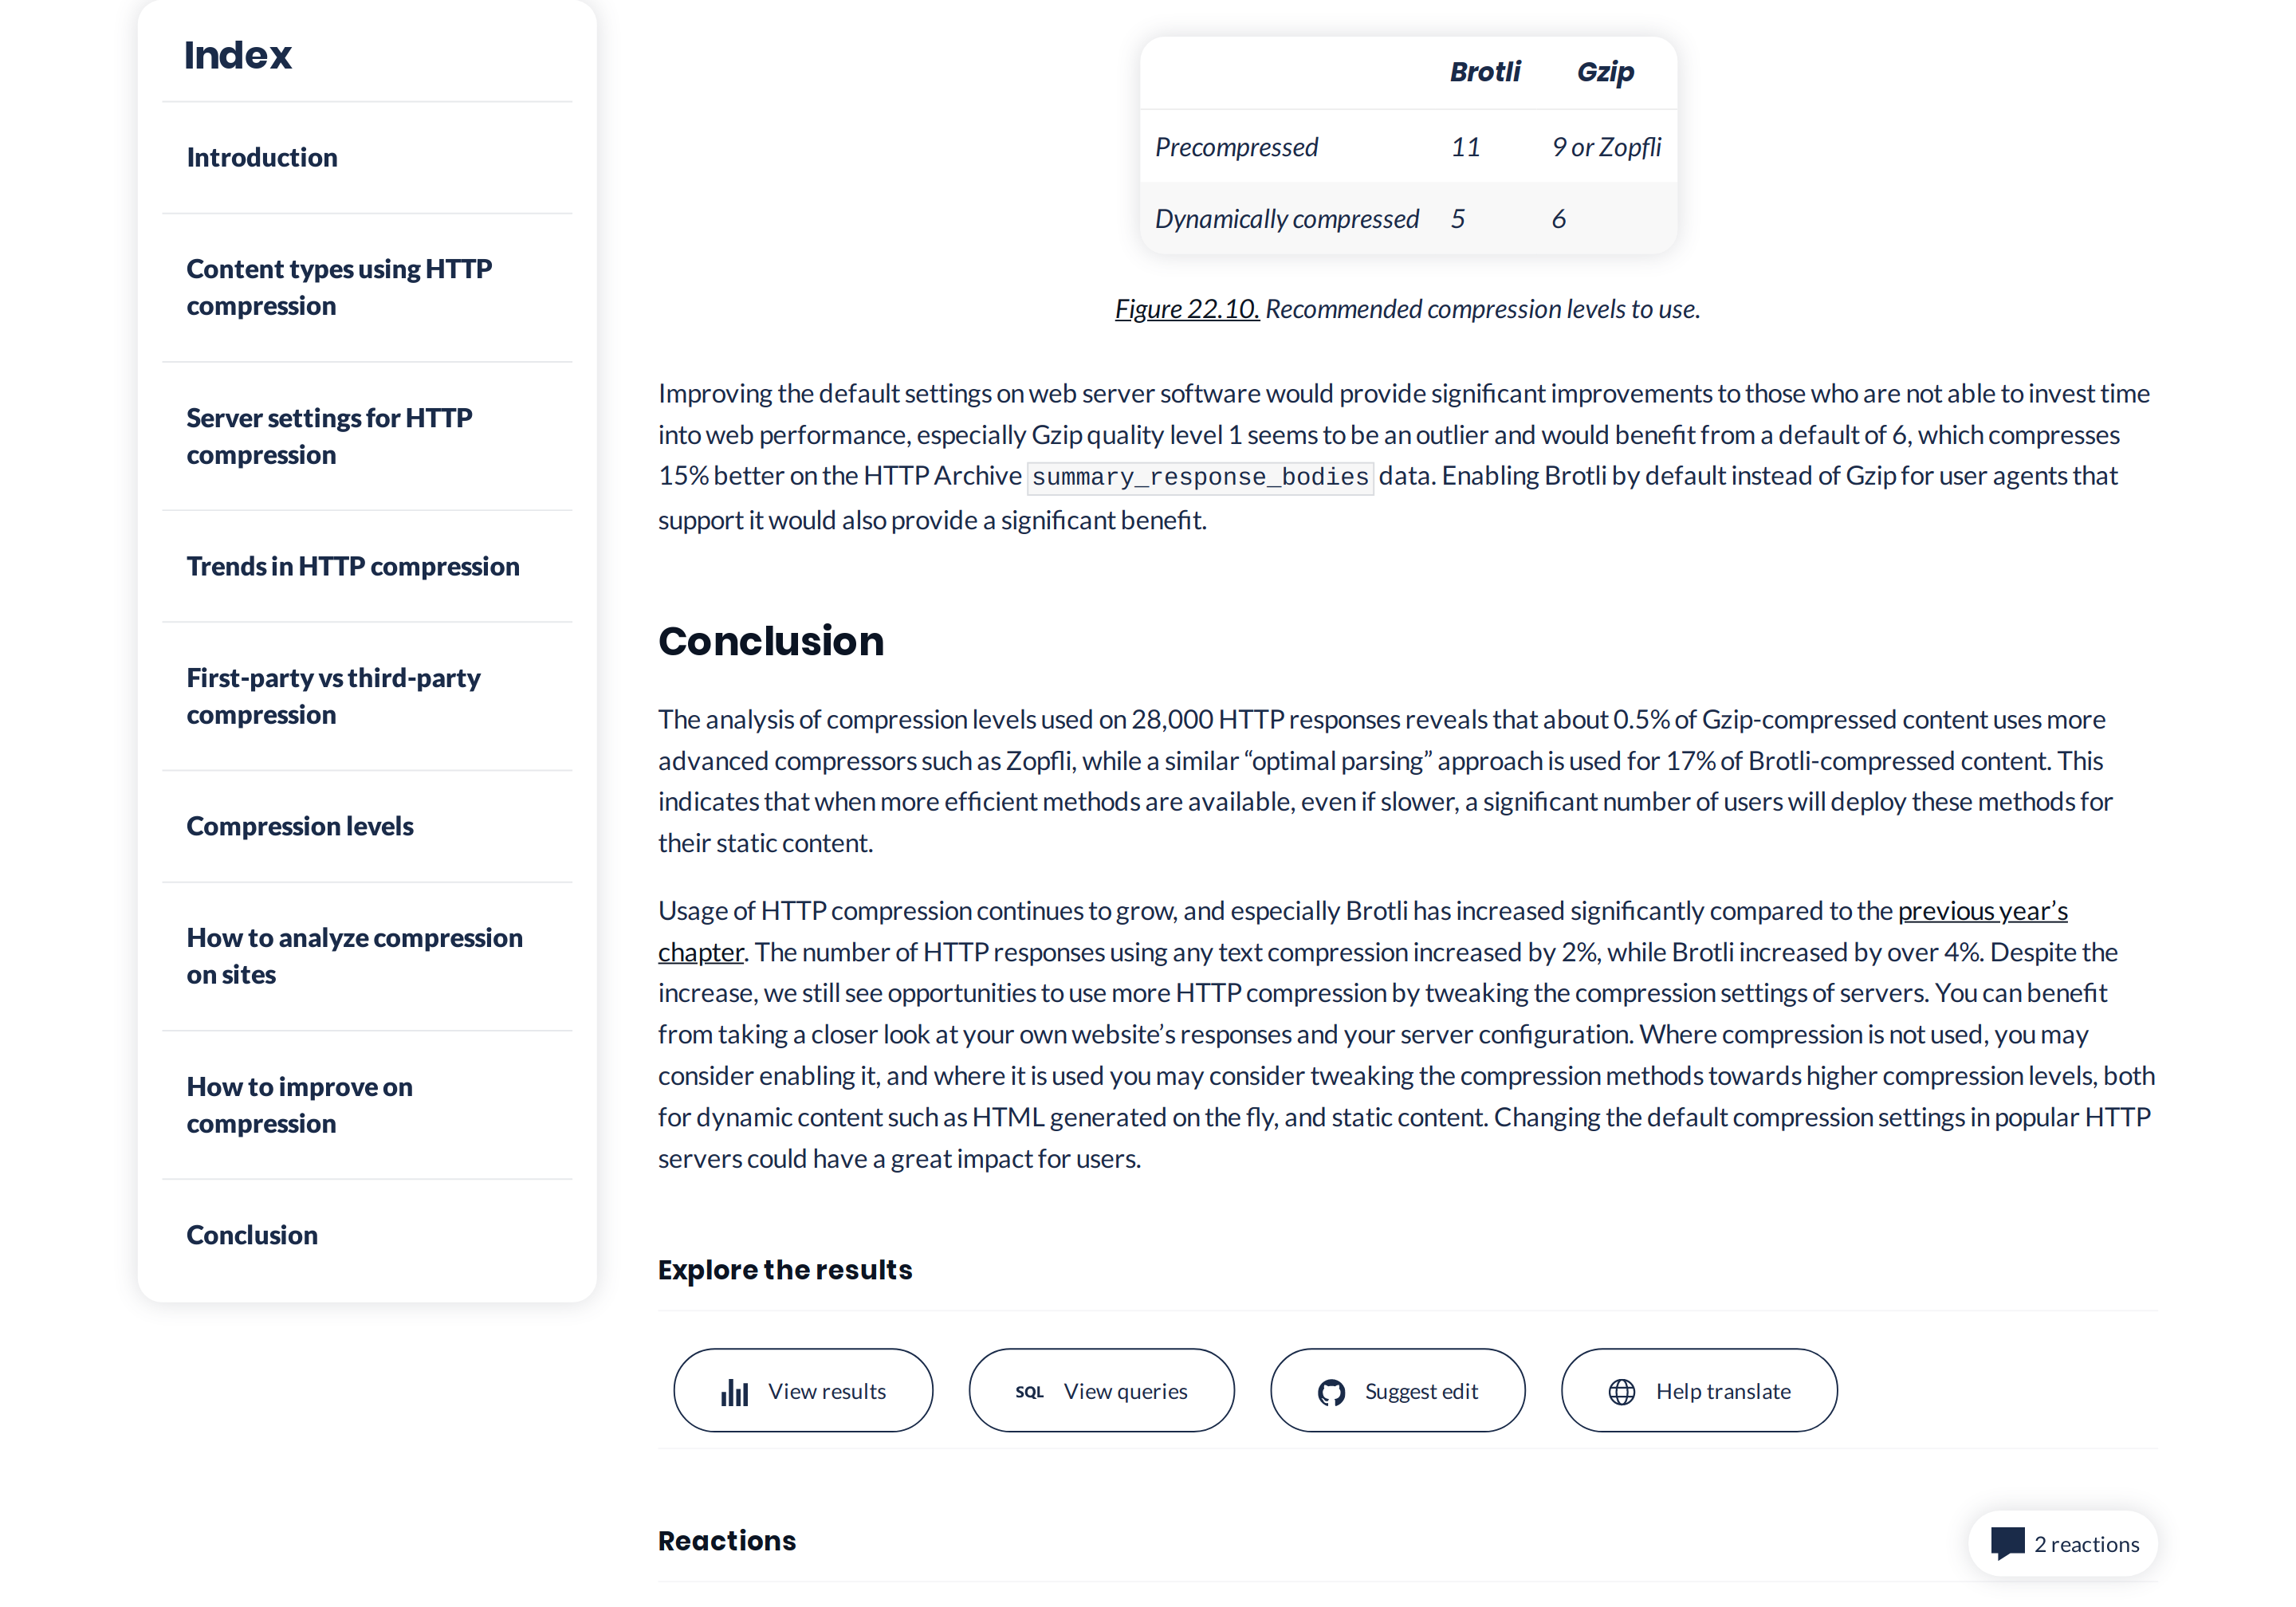 Index
Introduction
Content types using HTTP
compression
Server settings for HTTP
compression
Trends in HTTP compression
First-party vs third-party
compression
Compression levels
How to analyze compression
on sites
How to improve on
compression
Conclusion
Brotli Gzip
Precompressed 11 9 or Zopfli
Dynamically compressed 5 6
Figure 22.10. Recommended compression levels to use.
Improving the default settings on web server software would provide significant improvements to those who are not able to invest time
into web performance, especially Gzip quality level 1 seems to be an outlier and would benefit from a default of 6, which compresses
15% better on the HTTP Archive summary_response_bodies data. Enabling Brotli by default instead of Gzip for user agents that
support it would also provide a significant benefit.
Conclusion
The analysis of compression levels used on 28,000 HTTP responses reveals that about 0.5% of Gzip-compressed content uses more
advanced compressors such as Zopfli, while a similar “optimal parsing” approach is used for 17% of Brotli-compressed content. This
indicates that when more efficient methods are available, even if slower, a significant number of users will deploy these methods for
their static content.
Usage of HTTP compression continues to grow, and especially Brotli has increased significantly compared to the previous year’s
chapter. The number of HTTP responses using any text compression increased by 2%, while Brotli increased by over 4%. Despite the
increase, we still see opportunities to use more HTTP compression by tweaking the compression settings of servers. You can benefit
from taking a closer look at your own website’s responses and your server configuration. Where compression is not used, you may
consider enabling it, and where it is used you may consider tweaking the compression methods towards higher compression levels, both
for dynamic content such as HTML generated on the fly, and static content. Changing the default compression settings in popular HTTP
servers could have a great impact for users.
Explore the results
View results
SQL View queries
Suggest edit
Help translate
Reactions
2 reactions